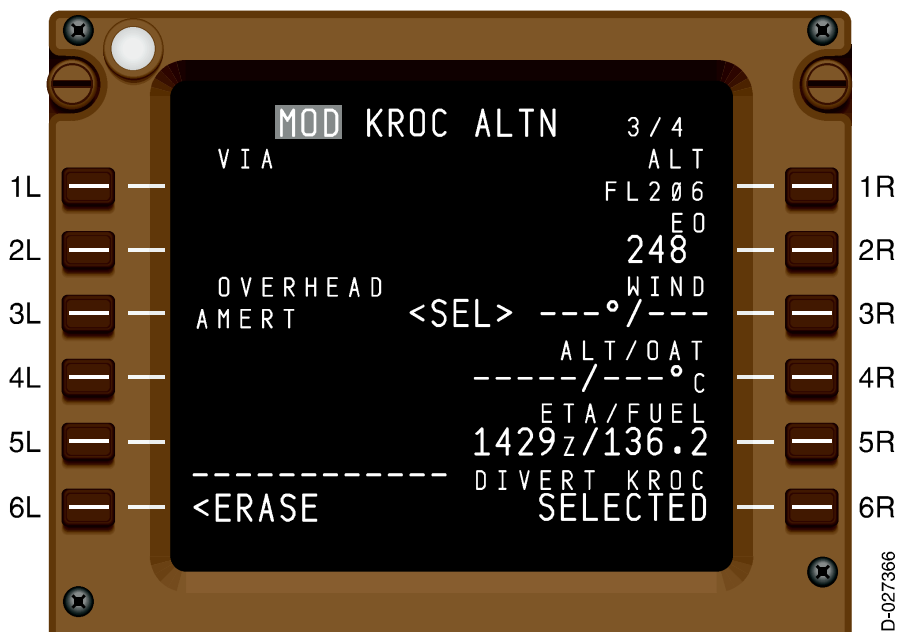 MOD KROC ALTN 3/4
VIA ALT
1L FL2Ø6 1R
EO
2L 248 2R
OVERHEAD WIND
3L AMERT <SEL> ---°/--- 3R
ALT/OAT
4L -----/---°C 4R
ETA/FUEL
5L 1429Z/136.2 5R
------------ DIVERT KROC
6L <ERASE SELECTED 6R
D-027366